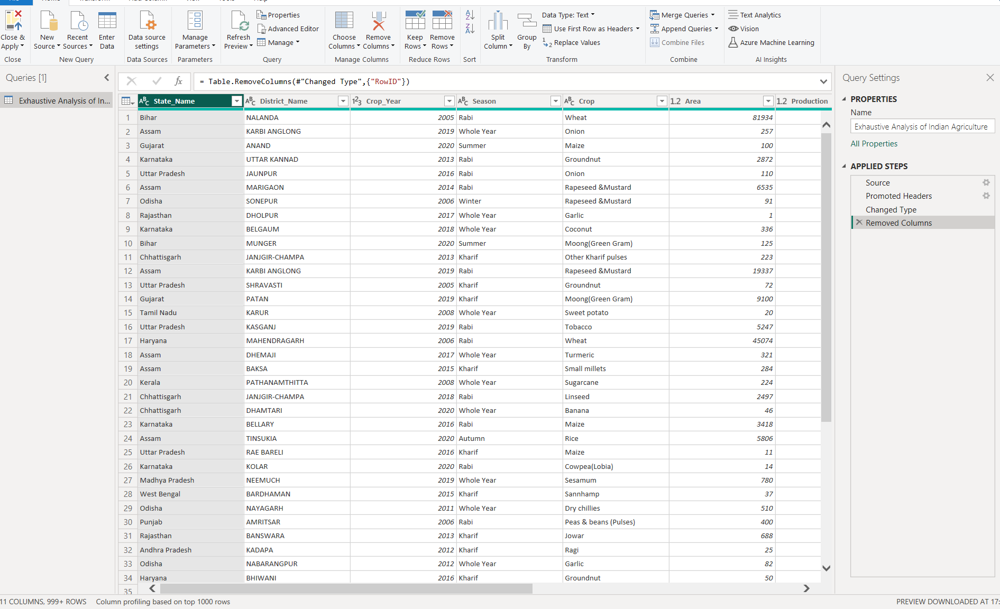 File Home Transform Add Column View Tools Help
Close & Apply
New Source
Recent Sources
Enter Data
Data source settings
Manage Parameters
Refresh Preview
Properties
Advanced Editor
Manage
Choose Columns
Remove Columns
Keep Rows
Remove Rows
Split Column
Group By
Data Type: Text
Use First Row as Headers
Replace Values
Merge Queries
Append Queries
Combine Files
Text Analytics
Vision
Azure Machine Learning
Close New Query Data Sources Parameters Query Manage Columns Reduce Rows Sort Transform Combine AI Insights
Queries [1]
Exhaustive Analysis of In...
fx = Table.RemoveColumns(#"Changed Type",{"RowID"})
ABC State_Name ABC District_Name 123 Crop_Year ABC Season ABC Crop 1.2 Area 1.2 Production
1 Bihar NALANDA 2005 Rabi Wheat 81934
2 Assam KARBI ANGLONG 2019 Whole Year Onion 257
3 Gujarat ANAND 2020 Summer Maize 100
4 Karnataka UTTAR KANNAD 2013 Rabi Groundnut 2872
5 Uttar Pradesh JAUNPUR 2016 Rabi Onion 110
6 Assam MARIGAON 2014 Rabi Rapeseed &Mustard 6535
7 Odisha SONEPUR 2006 Winter Rapeseed &Mustard 91
8 Rajasthan DHOLPUR 2017 Whole Year Garlic 1
9 Karnataka BELGAUM 2018 Whole Year Coconut 336
10 Bihar MUNGER 2020 Summer Moong(Green Gram) 125
11 Chhattisgarh JANJGIR-CHAMPA 2013 Kharif Other Kharif pulses 223
12 Assam KARBI ANGLONG 2019 Rabi Rapeseed &Mustard 19337
13 Uttar Pradesh SHRAVASTI 2005 Kharif Groundnut 72
14 Gujarat PATAN 2019 Kharif Moong(Green Gram) 9100
15 Tamil Nadu KARUR 2008 Whole Year Sweet potato 20
16 Uttar Pradesh KASGANJ 2019 Rabi Tobacco 5247
17 Haryana MAHENDRAGARH 2006 Rabi Wheat 45074
18 Assam DHEMAJI 2017 Whole Year Turmeric 321
19 Assam BAKSA 2015 Kharif Small millets 284
20 Kerala PATHANAMTHITTA 2008 Whole Year Sugarcane 224
21 Chhattisgarh JANJGIR-CHAMPA 2018 Rabi Linseed 2497
22 Chhattisgarh DHAMTARI 2020 Whole Year Banana 46
23 Karnataka BELLARY 2016 Rabi Maize 3418
24 Assam TINSUKIA 2020 Autumn Rice 5806
25 Uttar Pradesh RAE BARELI 2016 Kharif Maize 11
26 Karnataka KOLAR 2020 Rabi Cowpea(Lobia) 14
27 Madhya Pradesh NEEMUCH 2019 Whole Year Sesamum 780
28 West Bengal BARDHAMAN 2015 Kharif Sannhamp 37
29 Odisha NAYAGARH 2011 Whole Year Dry chillies 510
30 Punjab AMRITSAR 2006 Rabi Peas & beans (Pulses) 400
31 Rajasthan BANSWARA 2013 Kharif Jowar 688
32 Andhra Pradesh KADAPA 2012 Kharif Ragi 25
33 Odisha NABARANGPUR 2012 Whole Year Garlic 82
34 Haryana BHIWANI 2016 Kharif Groundnut 50
35
Query Settings
PROPERTIES
Name
Exhaustive Analysis of Indian Agriculture
All Properties
APPLIED STEPS
Source
Promoted Headers
Changed Type
Removed Columns
11 COLUMNS, 999+ ROWS Column profiling based on top 1000 rows PREVIEW DOWNLOADED AT 17: